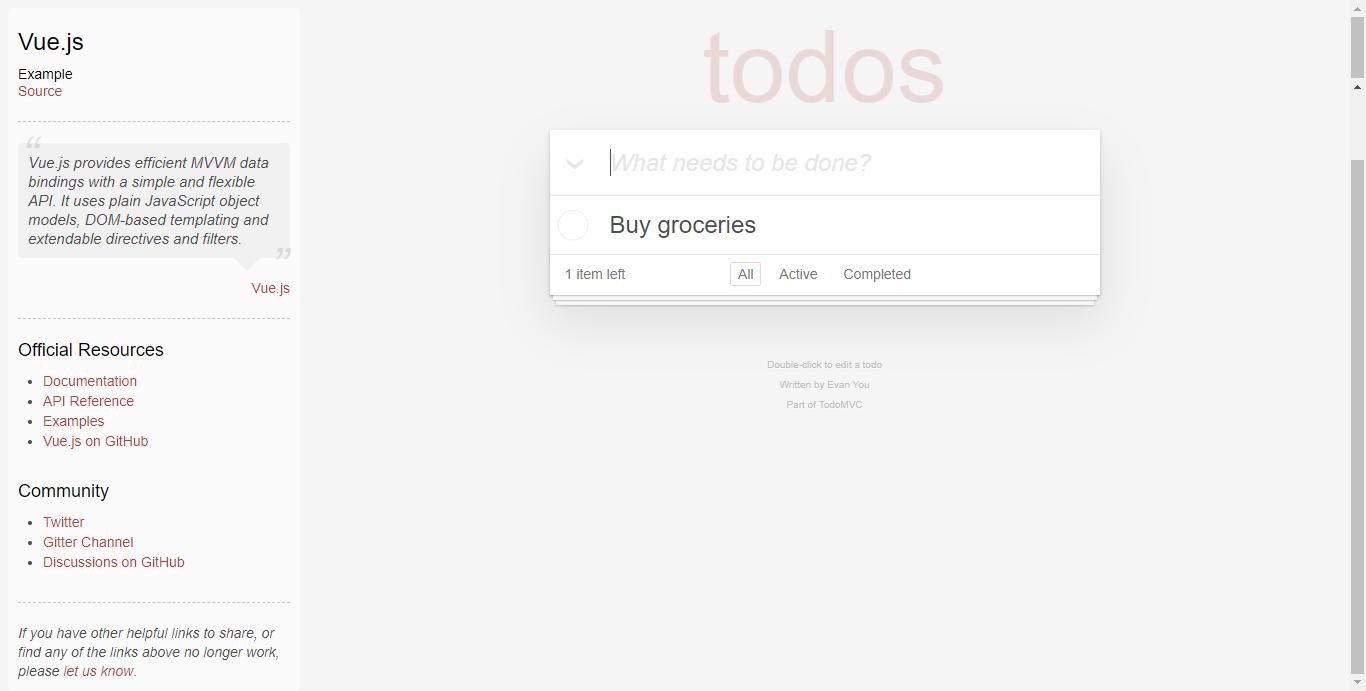 Vue.js
Example
Source
“
Vue.js provides efficient MVVM data
bindings with a simple and flexible
API. It uses plain JavaScript object
models, DOM-based templating and
extendable directives and filters.
”
Vue.js
Official Resources
• Documentation
• API Reference
• Examples
• Vue.js on GitHub
Community
• Twitter
• Gitter Channel
• Discussions on GitHub
If you have other helpful links to share, or
find any of the links above no longer work,
please let us know.
todos
What needs to be done?
Buy groceries
1 item left All Active Completed
Double-click to edit a todo
Written by Evan You
Part of TodoMVC